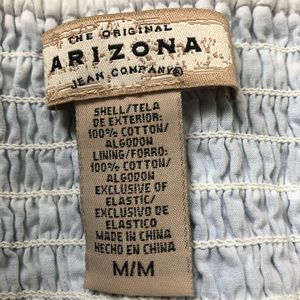 THE ORIGINAL
ARIZONA
JEAN COMPANY®
SHELL/TELA
DE EXTERIOR:
100% COTTON/
ALGODON
LINING/FORRO:
100% COTTON/
ALGODON
EXCLUSIVE OF
ELASTIC/
EXCLUSIVO DE
ELASTICO
MADE IN CHINA
HECHO EN CHINA
M/M